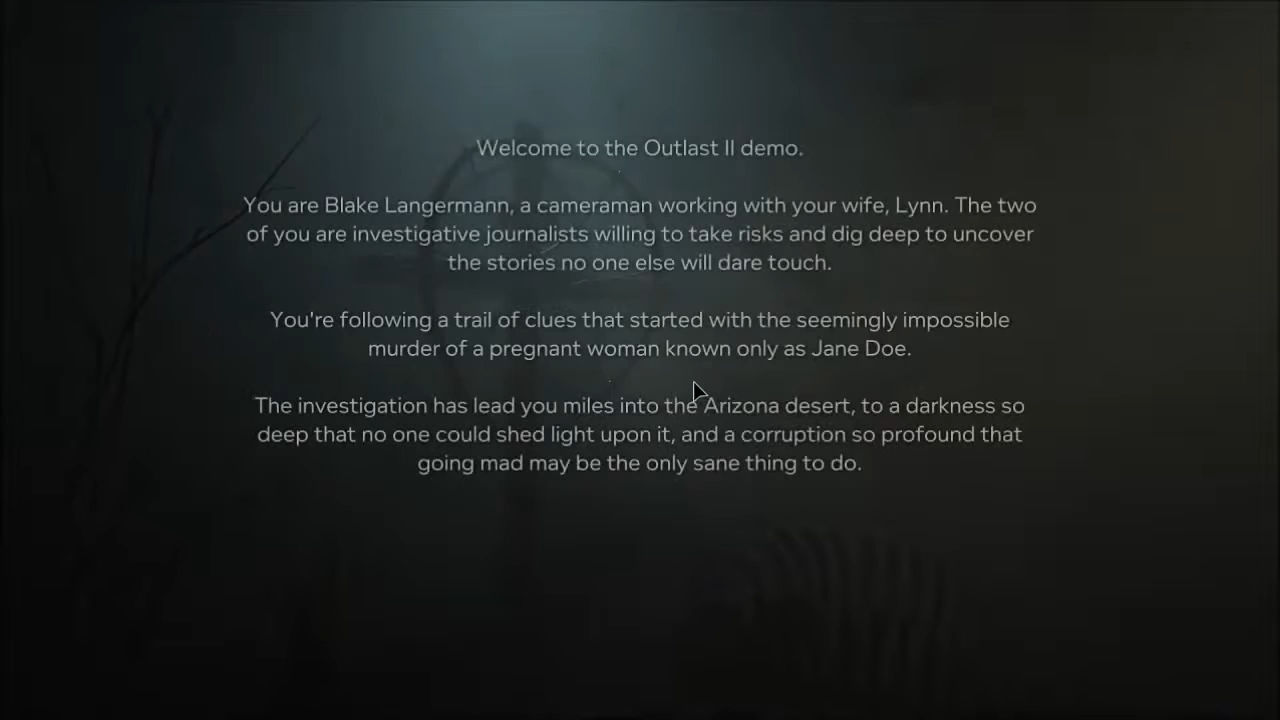 Welcome to the Outlast II demo.
You are Blake Langermann, a cameraman working with your wife, Lynn. The two
of you are investigative journalists willing to take risks and dig deep to uncover
the stories no one else will dare touch.
You're following a trail of clues that started with the seemingly impossible
murder of a pregnant woman known only as Jane Doe.
The investigation has lead you miles into the Arizona desert, to a darkness so
deep that no one could shed light upon it, and a corruption so profound that
going mad may be the only sane thing to do.